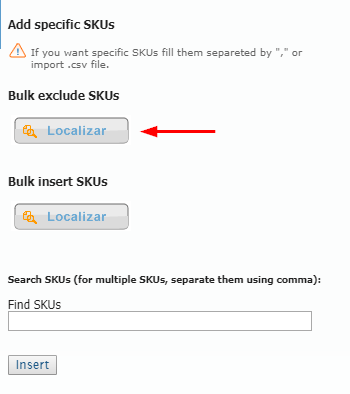 Add specific SKUs
If you want specific SKUs fill them separeted by "," or
import .csv file.
Bulk exclude SKUs
Localizar
Bulk insert SKUs
Localizar
Search SKUs (for multiple SKUs, separate them using comma):
Find SKUs
Insert